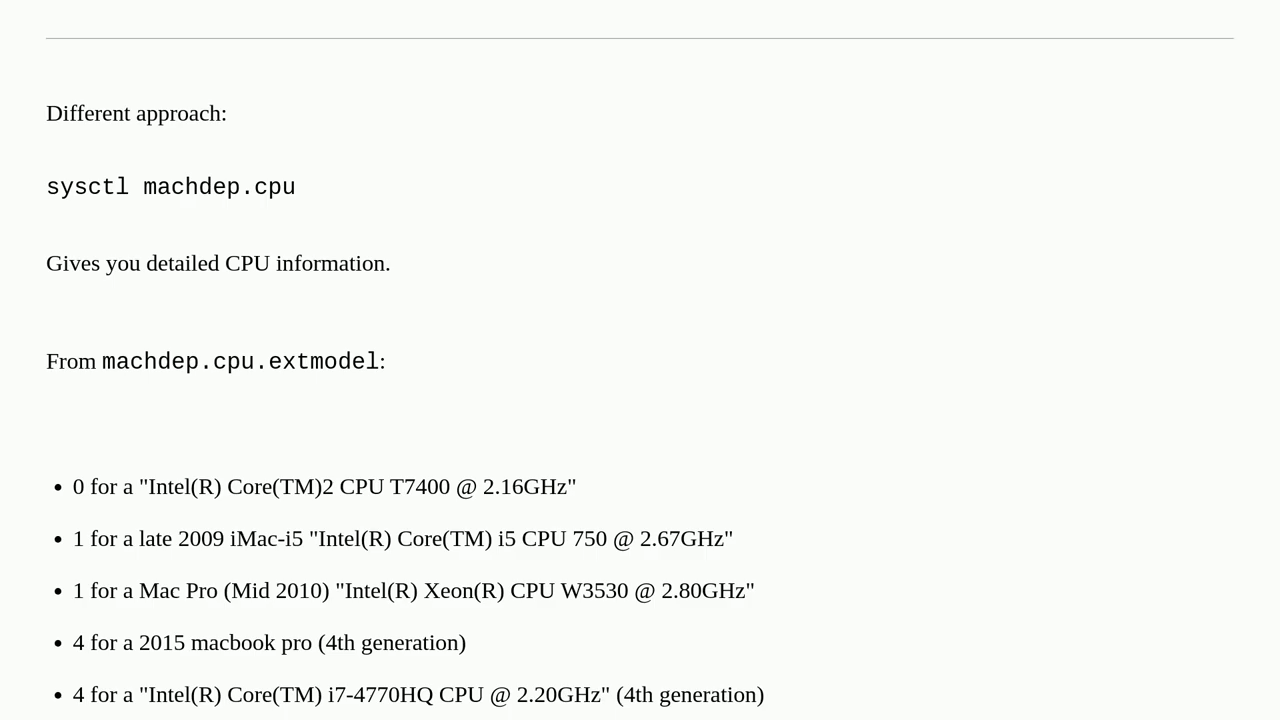 Different approach:
sysctl machdep.cpu
Gives you detailed CPU information.
From machdep.cpu.extmodel:
• 0 for a "Intel(R) Core(TM)2 CPU T7400 @ 2.16GHz"
• 1 for a late 2009 iMac-i5 "Intel(R) Core(TM) i5 CPU 750 @ 2.67GHz"
• 1 for a Mac Pro (Mid 2010) "Intel(R) Xeon(R) CPU W3530 @ 2.80GHz"
• 4 for a 2015 macbook pro (4th generation)
• 4 for a "Intel(R) Core(TM) i7-4770HQ CPU @ 2.20GHz" (4th generation)